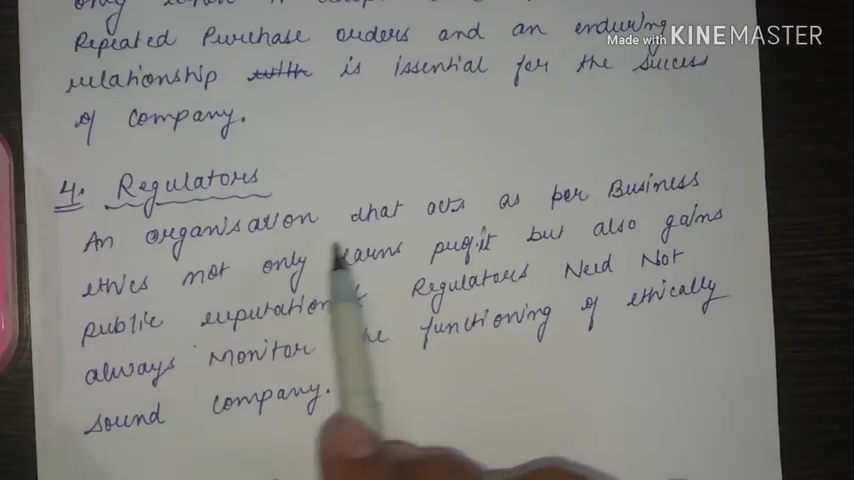 Repeated Purchase orders and an enduring
Made with KINEMASTER
relationship is issential for the success
of company.
4. Regulators
An organisation that acts as per Business
ethics not only earns profit but also gains
public reputation Regulators Need Not
always Monitor functioning of ethically
sound company.